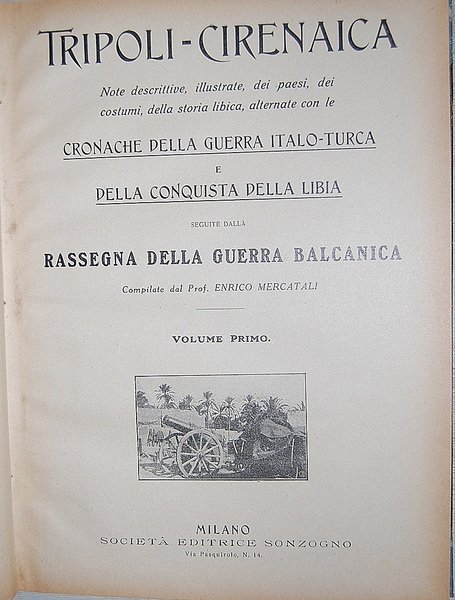 TRIPOLI-CIRENAICA
Note descrittive, illustrate, dei paesi, dei
costumi, della storia libica, alternate con le
CRONACHE DELLA GUERRA ITALO-TURCA
E
DELLA CONQUISTA DELLA LIBIA
SEGUITE DALLA
RASSEGNA DELLA GUERRA BALCANICA
Compilate dal Prof. ENRICO MERCATALI
VOLUME PRIMO.
MILANO
SOCIETÀ EDITRICE SONZOGNO
Via Pasquirolo, N. 14.